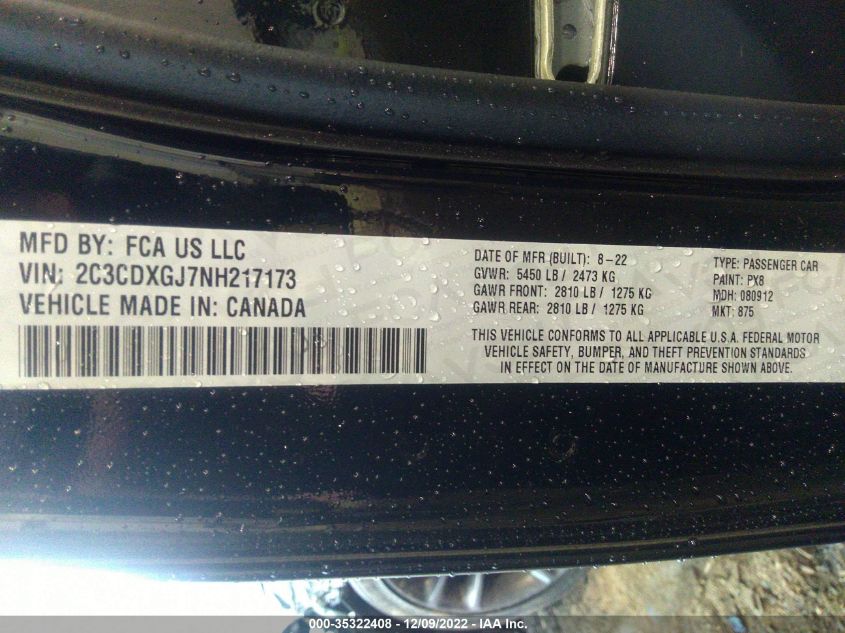 MFD BY: FCA US LLC
VIN: 2C3CDXGJ7NH217173
VEHICLE MADE IN: CANADA
DATE OF MFR (BUILT): 8-22
GVWR: 5450 LB / 2473 KG
GAWR FRONT: 2810 LB / 1275 KG
GAWR REAR: 2810 LB / 1275 KG
TYPE: PASSENGER CAR
PAINT: PX8
MDH: 080912
MKT: 875
THIS VEHICLE CONFORMS TO ALL APPLICABLE U.S.A. FEDERAL MOTOR
VEHICLE SAFETY, BUMPER, AND THEFT PREVENTION STANDARDS
IN EFFECT ON THE DATE OF MANUFACTURE SHOWN ABOVE.
000-35322408 - 12/09/2022 - IAA Inc.